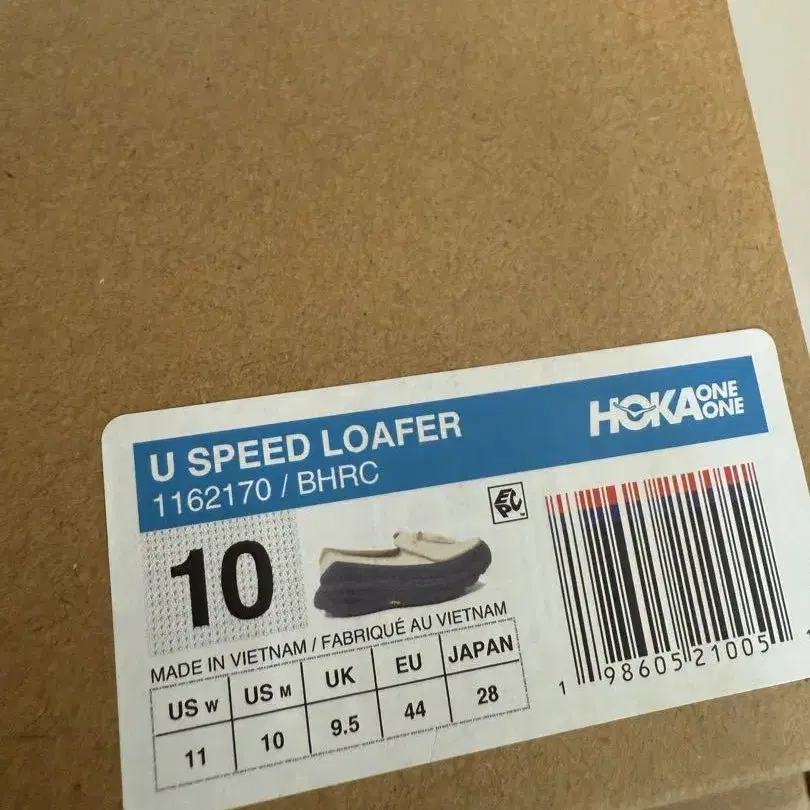 U SPEED LOAFER
1162170 / BHRC
HOKA ONE ONE
EPC
10
MADE IN VIETNAM / FABRIQUÉ AU VIETNAM
US W US M UK EU JAPAN
11 10 9.5 44 28
1 98605 21005